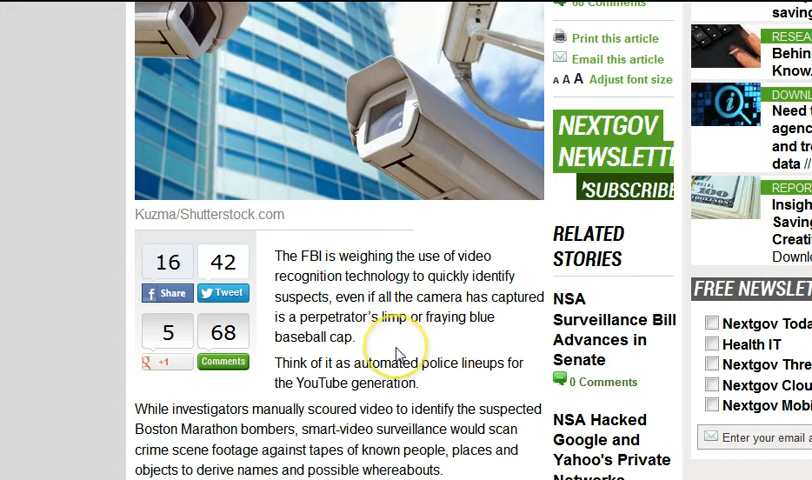 66 Comments
Print this article
Email this article
A A A Adjust font size
NEXTGOV
NEWSLETTE
SUBSCRIBE
Kuzma/Shutterstock.com
16 42
Share Tweet
5 68
+1 Comments
The FBI is weighing the use of video
recognition technology to quickly identify
suspects, even if all the camera has captured
is a perpetrator's limp or fraying blue
baseball cap.
Think of it as automated police lineups for
the YouTube generation.
While investigators manually scoured video to identify the suspected
Boston Marathon bombers, smart-video surveillance would scan
crime scene footage against tapes of known people, places and
objects to derive names and possible whereabouts.
RELATED
STORIES
NSA
Surveillance Bill
Advances in
Senate
0 Comments
NSA Hacked
Google and
Yahoo's Private
Networks
saving
RESEA
Behin
Know.
DOWNL
Need t
agenc
and tre
data //
REPOR
Insigh
Saving
Creati
Downlo
FREE NEWSLET
Nextgov Toda
Health IT
Nextgov Thre
Nextgov Clou
Nextgov Mobi
Enter your email a